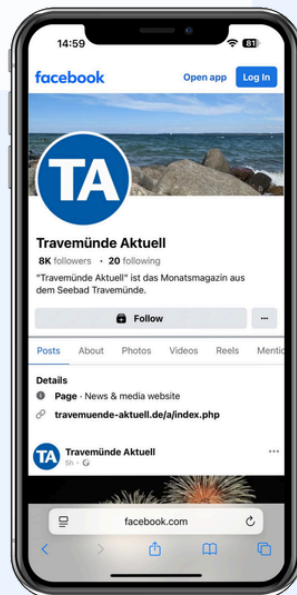 14:59
81
facebook
Open app
Log In
TA
Travemünde Aktuell
8K followers • 20 following
"Travemünde Aktuell" ist das Monatsmagazin aus
dem Seebad Travemünde.
Follow
Posts About Photos Videos Reels Mentio
Details
Page · News & media website
travemuende-aktuell.de/a/index.php
TA
Travemünde Aktuell
5h ·
facebook.com